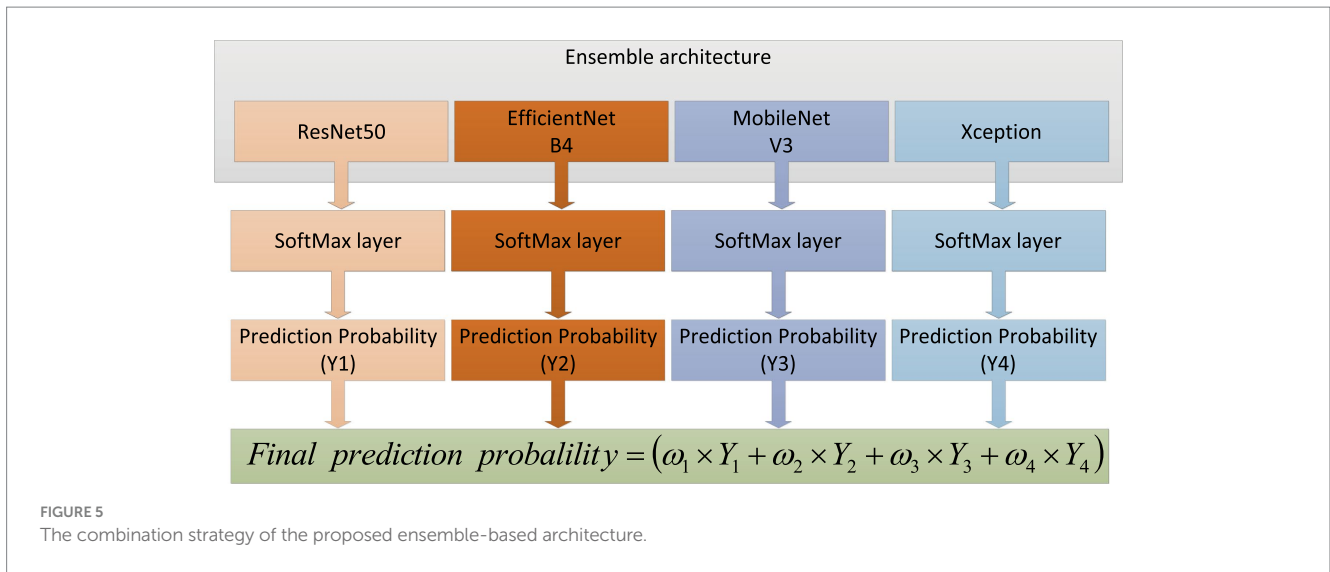 Ensemble architecture
ResNet50
EfficientNet
B4
MobileNet
V3
Xception
SoftMax layer
SoftMax layer
SoftMax layer
SoftMax layer
Prediction Probability
(Y1)
Prediction Probability
(Y2)
Prediction Probability
(Y3)
Prediction Probability
(Y4)
Final prediction probalility = (ω₁ × Y₁ + ω₂ × Y₂ + ω₃ × Y₃ + ω₄ × Y₄)
FIGURE 5
The combination strategy of the proposed ensemble-based architecture.